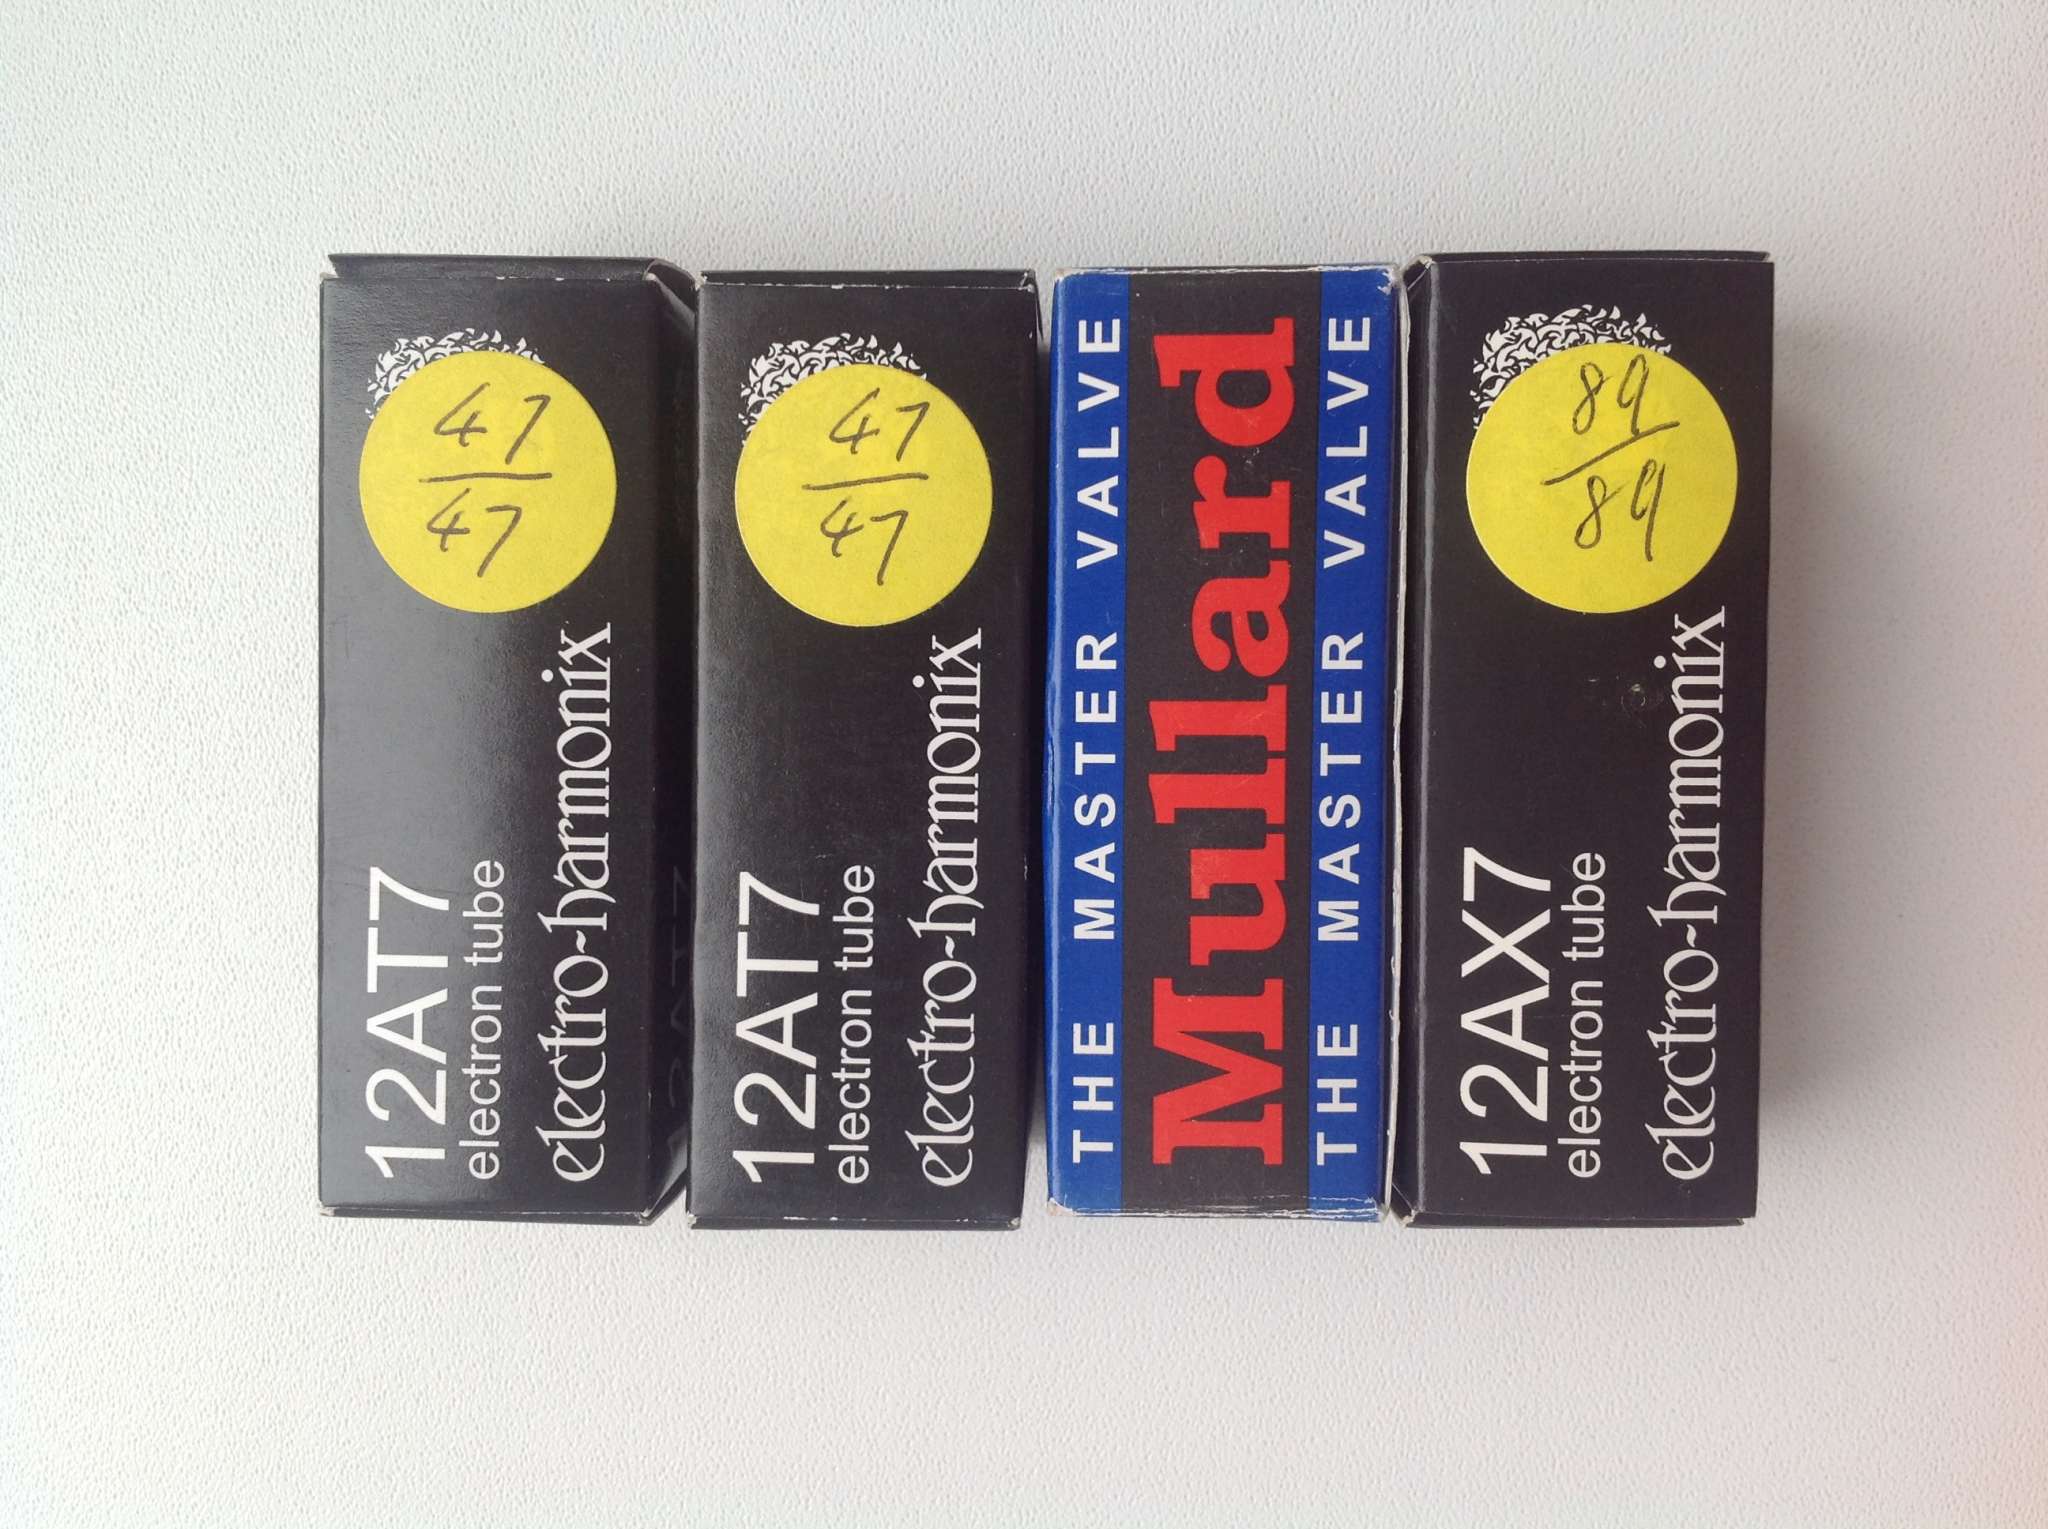 47
47
12AT7
electron tube
electro-harmonix
47
47
12AT7
electron tube
electro-harmonix
THE MASTER VALVE
Mullard
THE MASTER VALVE
89
89
12AX7
electron tube
electro-harmonix